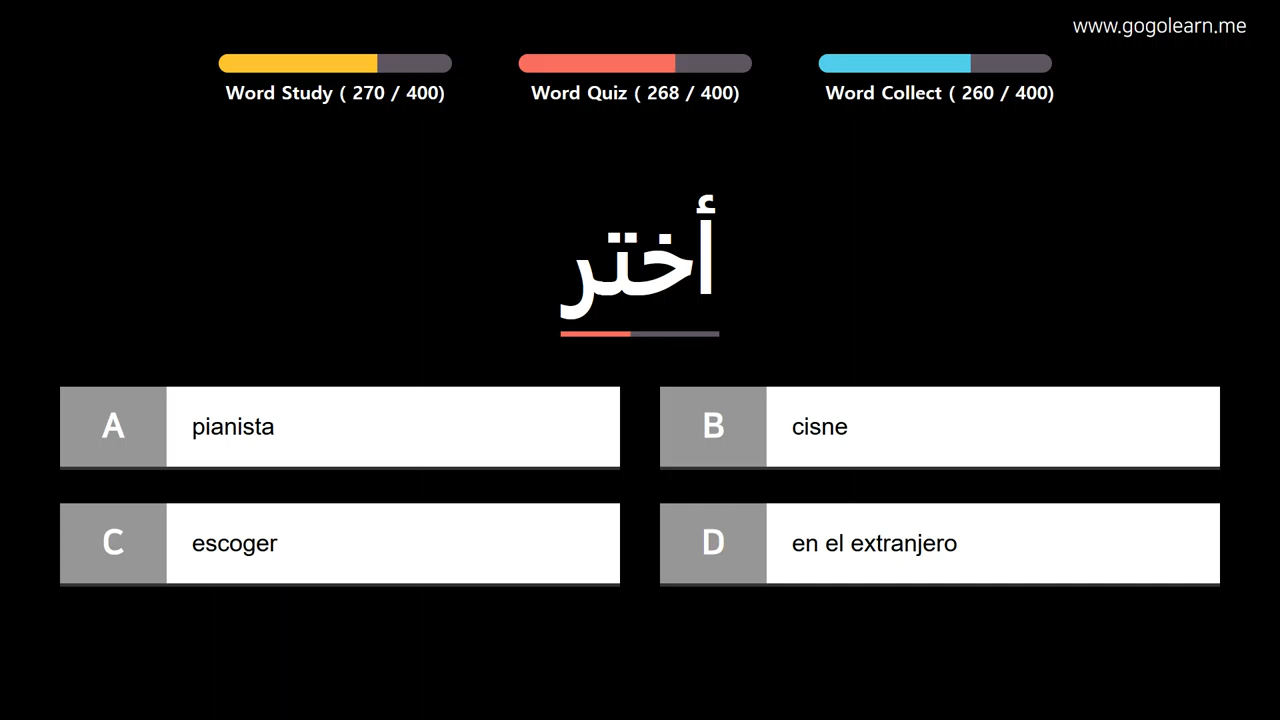 www.gogolearn.me
Word Study ( 270 / 400)
Word Quiz ( 268 / 400)
Word Collect ( 260 / 400)
أختر
A pianista
B cisne
C escoger
D en el extranjero